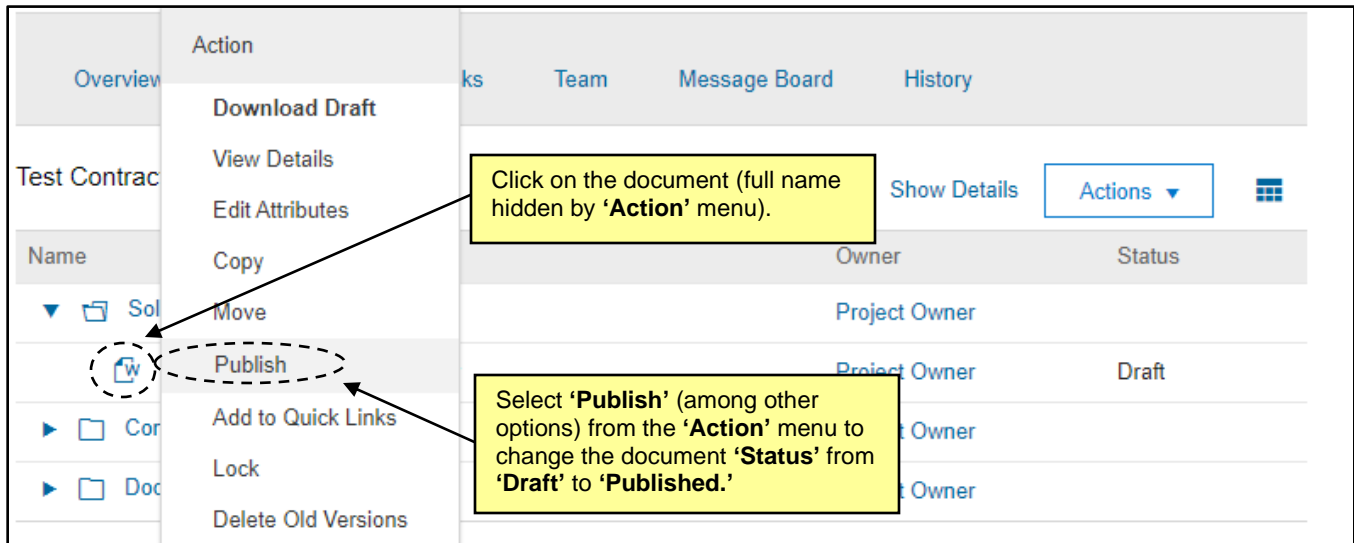 Action
Overview
ks
Team
Message Board
History
Download Draft
View Details
Test Contrac
Click on the document (full name
hidden by ‘Action’ menu).
Show Details
Actions
Edit Attributes
Name
Copy
Owner
Status
Sol
Move
Project Owner
W
Publish
Project Owner
Draft
Select ‘Publish’ (among other
options) from the ‘Action’ menu to
change the document ‘Status’ from
‘Draft’ to ‘Published.’
Cor
Add to Quick Links
t Owner
Lock
Doc
t Owner
Delete Old Versions